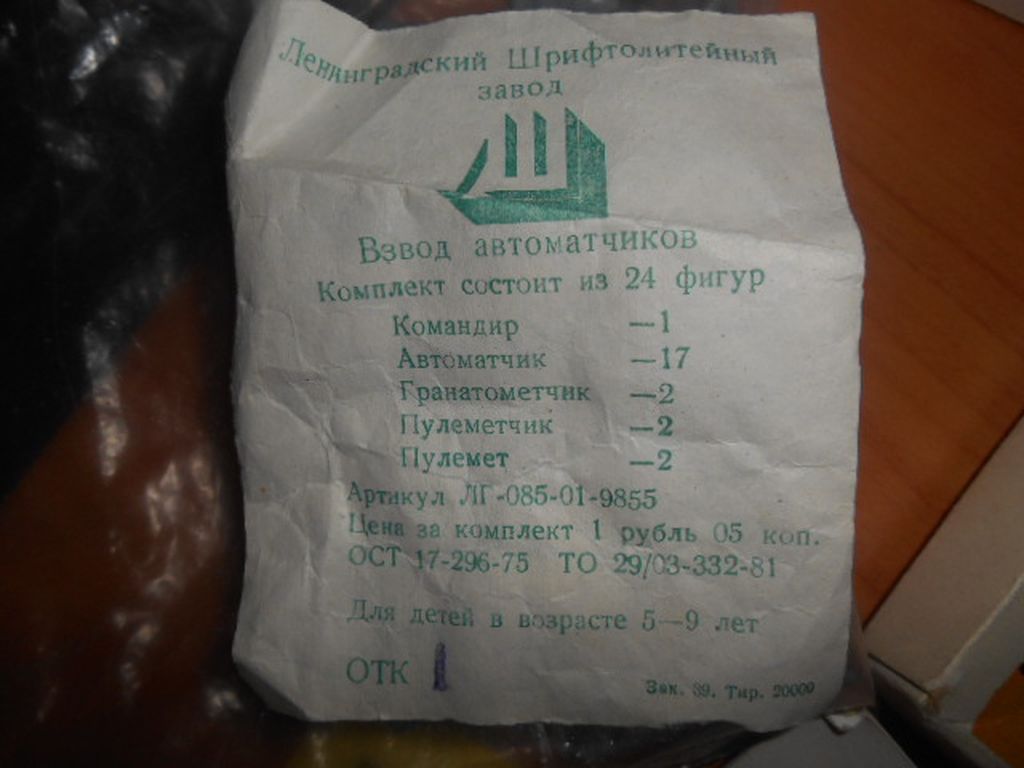 Ленинградский Шрифтолитейный
завод
Ш
Взвод автоматчиков
Комплект состоит из 24 фигур
Командир —1
Автоматчик —17
Гранатометчик —2
Пулеметчик —2
Пулемет —2
Артикул ЛГ-085-01-9855
Цена за комплект 1 рубль 05 коп.
ОСТ 17-296-75 ТО 29/03-332-81
Для детей в возрасте 5—9 лет
ОТК 1
Зак. 39. Тир. 20000